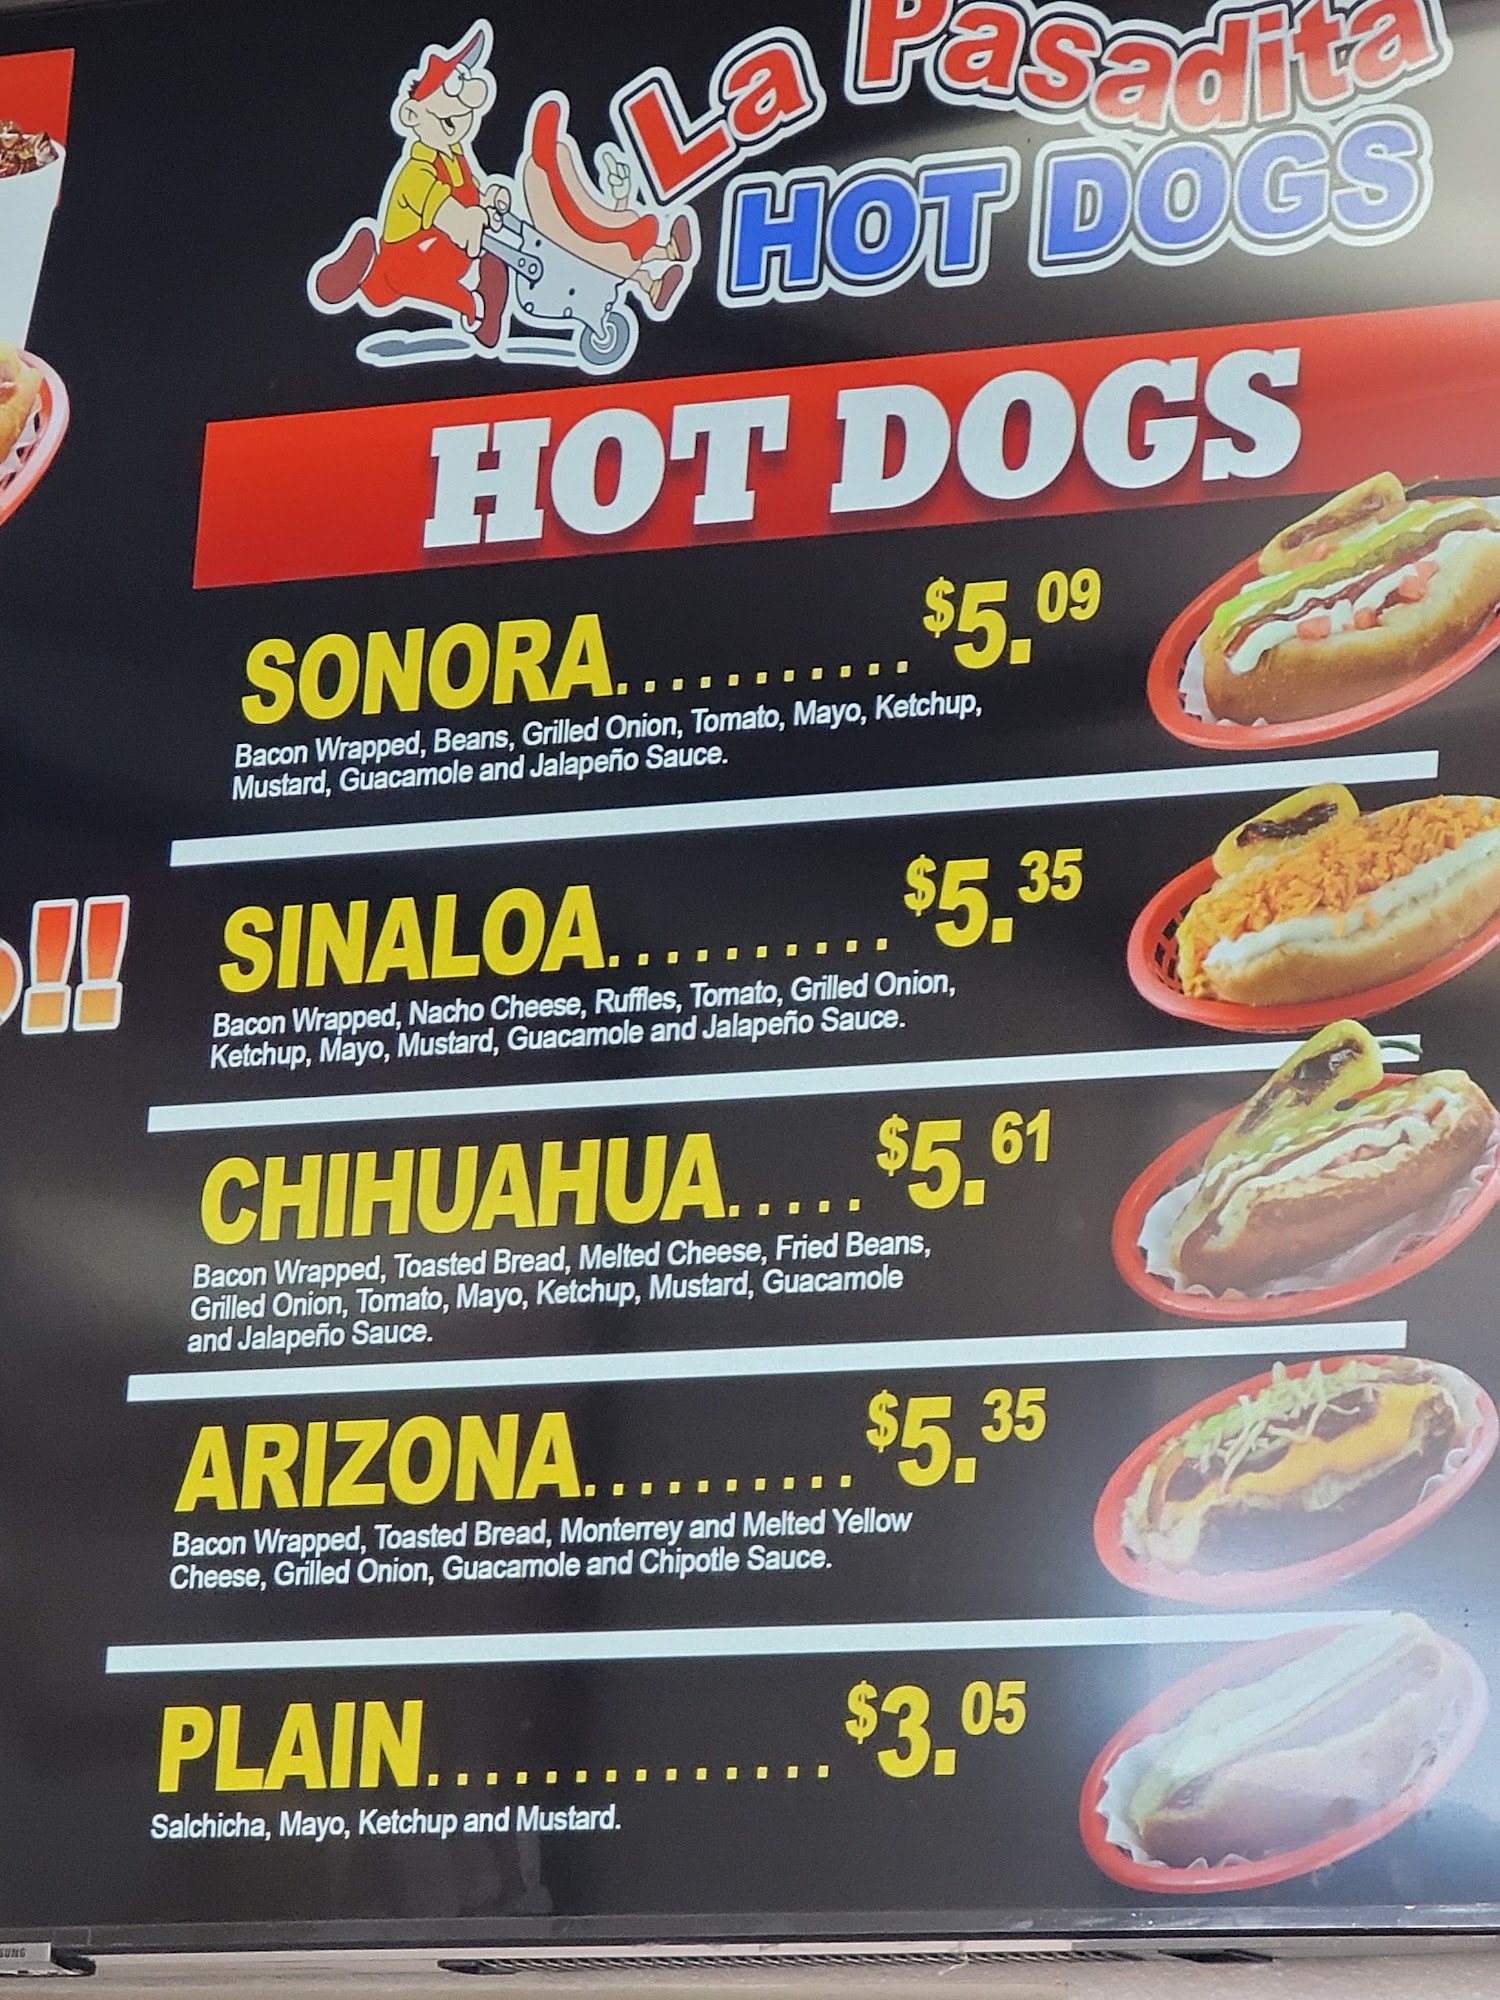 La Pasadita
HOT DOGS
HOT DOGS
SONORA........... $5.09
Bacon Wrapped, Beans, Grilled Onion, Tomato, Mayo, Ketchup,
Mustard, Guacamole and Jalapeño Sauce.
SINALOA.......... $5.35
Bacon Wrapped, Nacho Cheese, Ruffles, Tomato, Grilled Onion,
Ketchup, Mayo, Mustard, Guacamole and Jalapeño Sauce.
!!
CHIHUAHUA..... $5.61
Bacon Wrapped, Toasted Bread, Melted Cheese, Fried Beans,
Grilled Onion, Tomato, Mayo, Ketchup, Mustard, Guacamole
and Jalapeño Sauce.
ARIZONA.......... $5.35
Bacon Wrapped, Toasted Bread, Monterrey and Melted Yellow
Cheese, Grilled Onion, Guacamole and Chipotle Sauce.
PLAIN.............. $3.05
Salchicha, Mayo, Ketchup and Mustard.